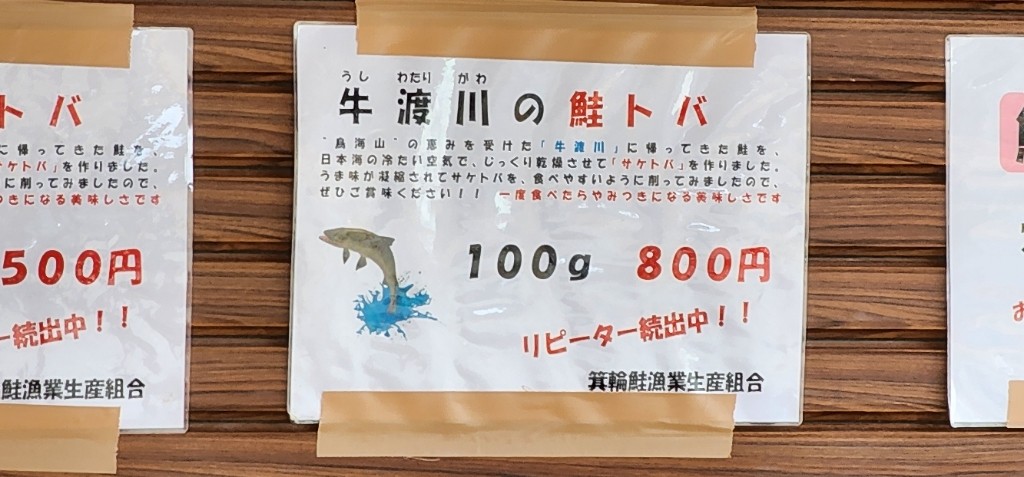 トバ
に帰ってきた鮭を、
サケトバ」を作りました。
に削ってみましたので、
つきになる美味しさです
500円
ー続出中!!
鮭漁業生産組合
うし わたり がわ
牛渡川の鮭トバ
"鳥海山"の恵みを受けた「牛渡川」に帰ってきた鮭を、
日本海の冷たい空気で、じっくり乾燥させて「サケトバ」を作りました。
うま味が凝縮されてサケトバを、食べやすいように削ってみましたので、
ぜひご賞味ください!! 一度食べたらやみつきになる美味しさです
100g 800円
リピーター続出中!!
箕輪鮭漁業生産組合
お